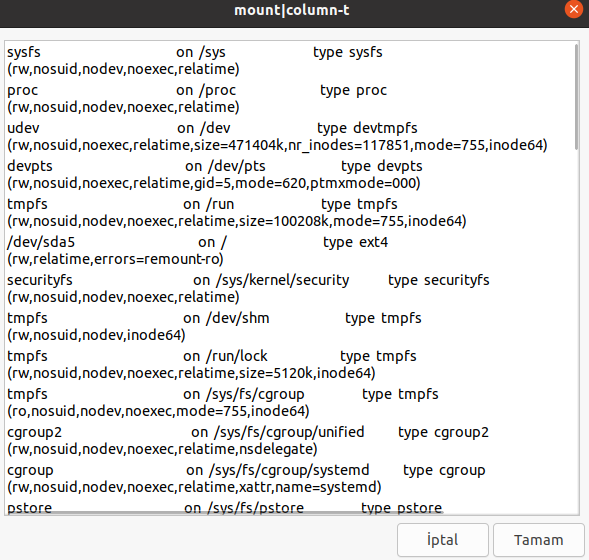 mount|column-t
sysfs on /sys type sysfs
(rw,nosuid,nodev,noexec,relatime)
proc on /proc type proc
(rw,nosuid,nodev,noexec,relatime)
udev on /dev type devtmpfs
(rw,nosuid,noexec,relatime,size=471404k,nr_inodes=117851,mode=755,inode64)
devpts on /dev/pts type devpts
(rw,nosuid,noexec,relatime,gid=5,mode=620,ptmxmode=000)
tmpfs on /run type tmpfs
(rw,nosuid,nodev,noexec,relatime,size=100208k,mode=755,inode64)
/dev/sda5 on / type ext4
(rw,relatime,errors=remount-ro)
securityfs on /sys/kernel/security type securityfs
(rw,nosuid,nodev,noexec,relatime)
tmpfs on /dev/shm type tmpfs
(rw,nosuid,nodev,inode64)
tmpfs on /run/lock type tmpfs
(rw,nosuid,nodev,noexec,relatime,size=5120k,inode64)
tmpfs on /sys/fs/cgroup type tmpfs
(ro,nosuid,nodev,noexec,mode=755,inode64)
cgroup2 on /sys/fs/cgroup/unified type cgroup2
(rw,nosuid,nodev,noexec,relatime,nsdelegate)
cgroup on /sys/fs/cgroup/systemd type cgroup
(rw,nosuid,nodev,noexec,relatime,xattr,name=systemd)
pstore on /sys/fs/pstore type pstore
İptal Tamam